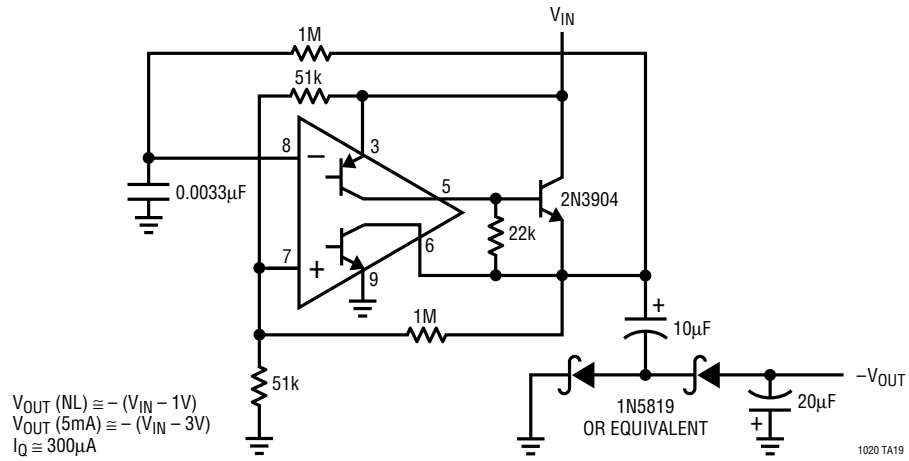 V_IN
1M
51k
8
−
3
0.0033µF
5
2N3904
22k
6
7
+
9
1M
+
10µF
51k
–V_OUT
1N5819
OR EQUIVALENT
20µF
+
V_OUT (NL) ≅ – (V_IN – 1V)
V_OUT (5mA) ≅ – (V_IN – 3V)
I_Q ≅ 300µA
1020 TA19